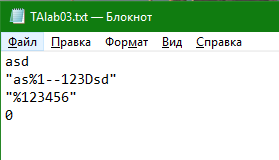 TAlab03.txt — Блокнот
Файл Правка Формат Вид Справка
asd
"as%1--123Dsd"
"%123456"
0